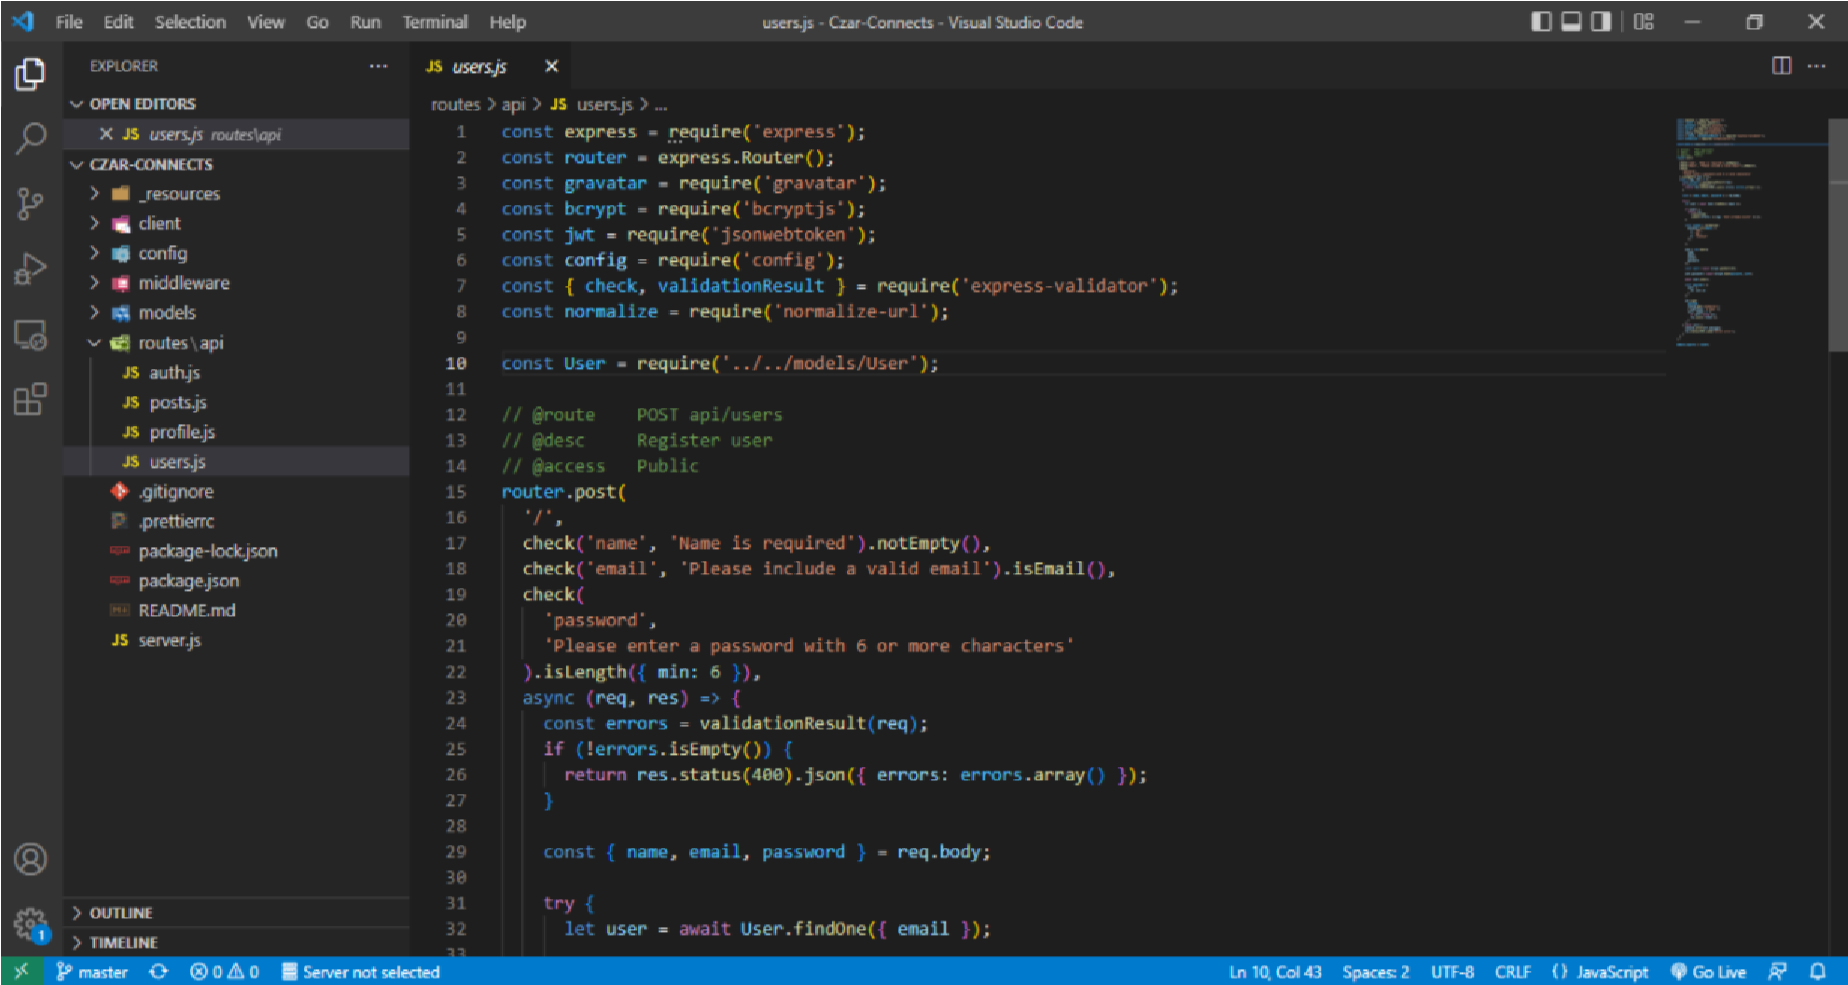 File Edit Selection View Go Run Terminal Help
users.js - Czar-Connects - Visual Studio Code
EXPLORER ...
OPEN EDITORS
JS users.js routes\api
CZAR-CONNECTS
_resources
client
config
middleware
models
routes\api
JS auth.js
JS posts.js
JS profile.js
JS users.js
.gitignore
.prettierrc
package-lock.json
package.json
README.md
JS server.js
OUTLINE
TIMELINE
JS users.js
routes > api > JS users.js > ...
1 const express = require('express');
2 const router = express.Router();
3 const gravatar = require('gravatar');
4 const bcrypt = require('bcryptjs');
5 const jwt = require('jsonwebtoken');
6 const config = require('config');
7 const { check, validationResult } = require('express-validator');
8 const normalize = require('normalize-url');
9
10 const User = require('../../models/User');
11
12 // @route    POST api/users
13 // @desc     Register user
14 // @access   Public
15 router.post(
16   '/',
17   check('name', 'Name is required').notEmpty(),
18   check('email', 'Please include a valid email').isEmail(),
19   check(
20     'password',
21     'Please enter a password with 6 or more characters'
22   ).isLength({ min: 6 }),
23   async (req, res) => {
24     const errors = validationResult(req);
25     if (!errors.isEmpty()) {
26       return res.status(400).json({ errors: errors.array() });
27     }
28
29     const { name, email, password } = req.body;
30
31     try {
32       let user = await User.findOne({ email });
33
master 0 0 Server not selected
Ln 10, Col 43 Spaces: 2 UTF-8 CRLF {} JavaScript Go Live
1